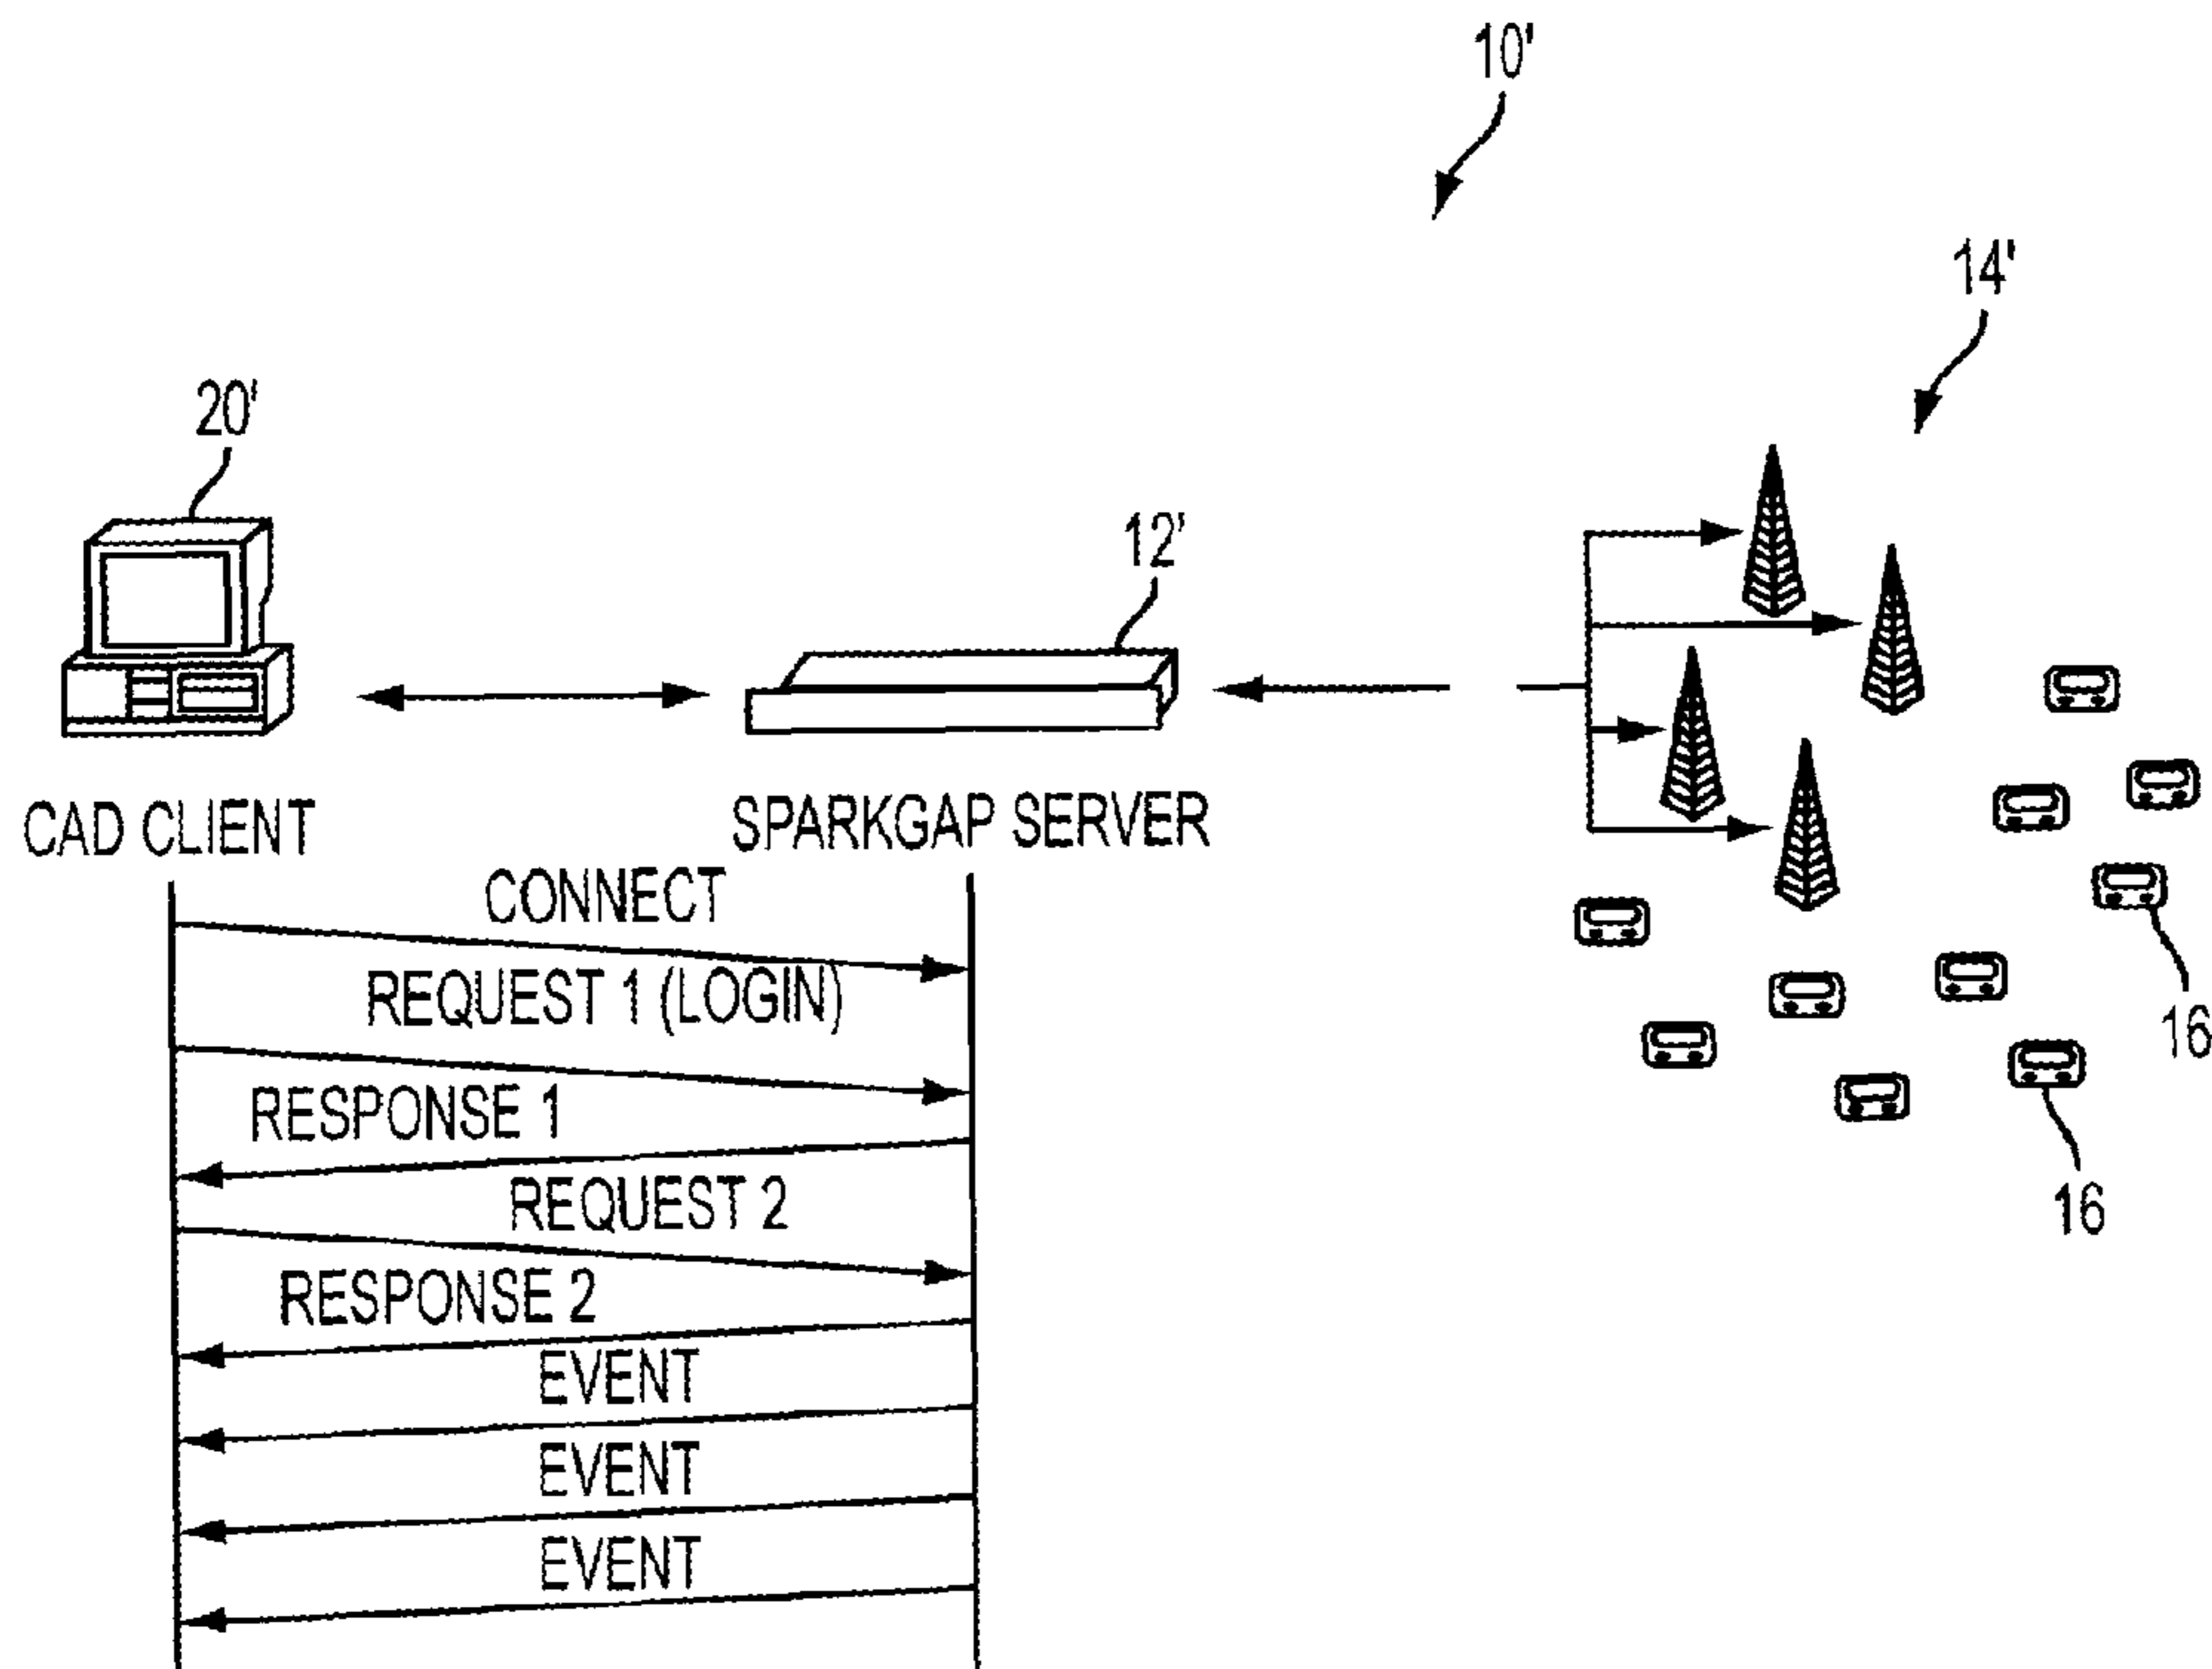 10'
14'
20'
12'
CAD CLIENT
SPARKGAP SERVER
CONNECT
REQUEST 1 (LOGIN)
RESPONSE 1
REQUEST 2
RESPONSE 2
EVENT
EVENT
EVENT
16
16